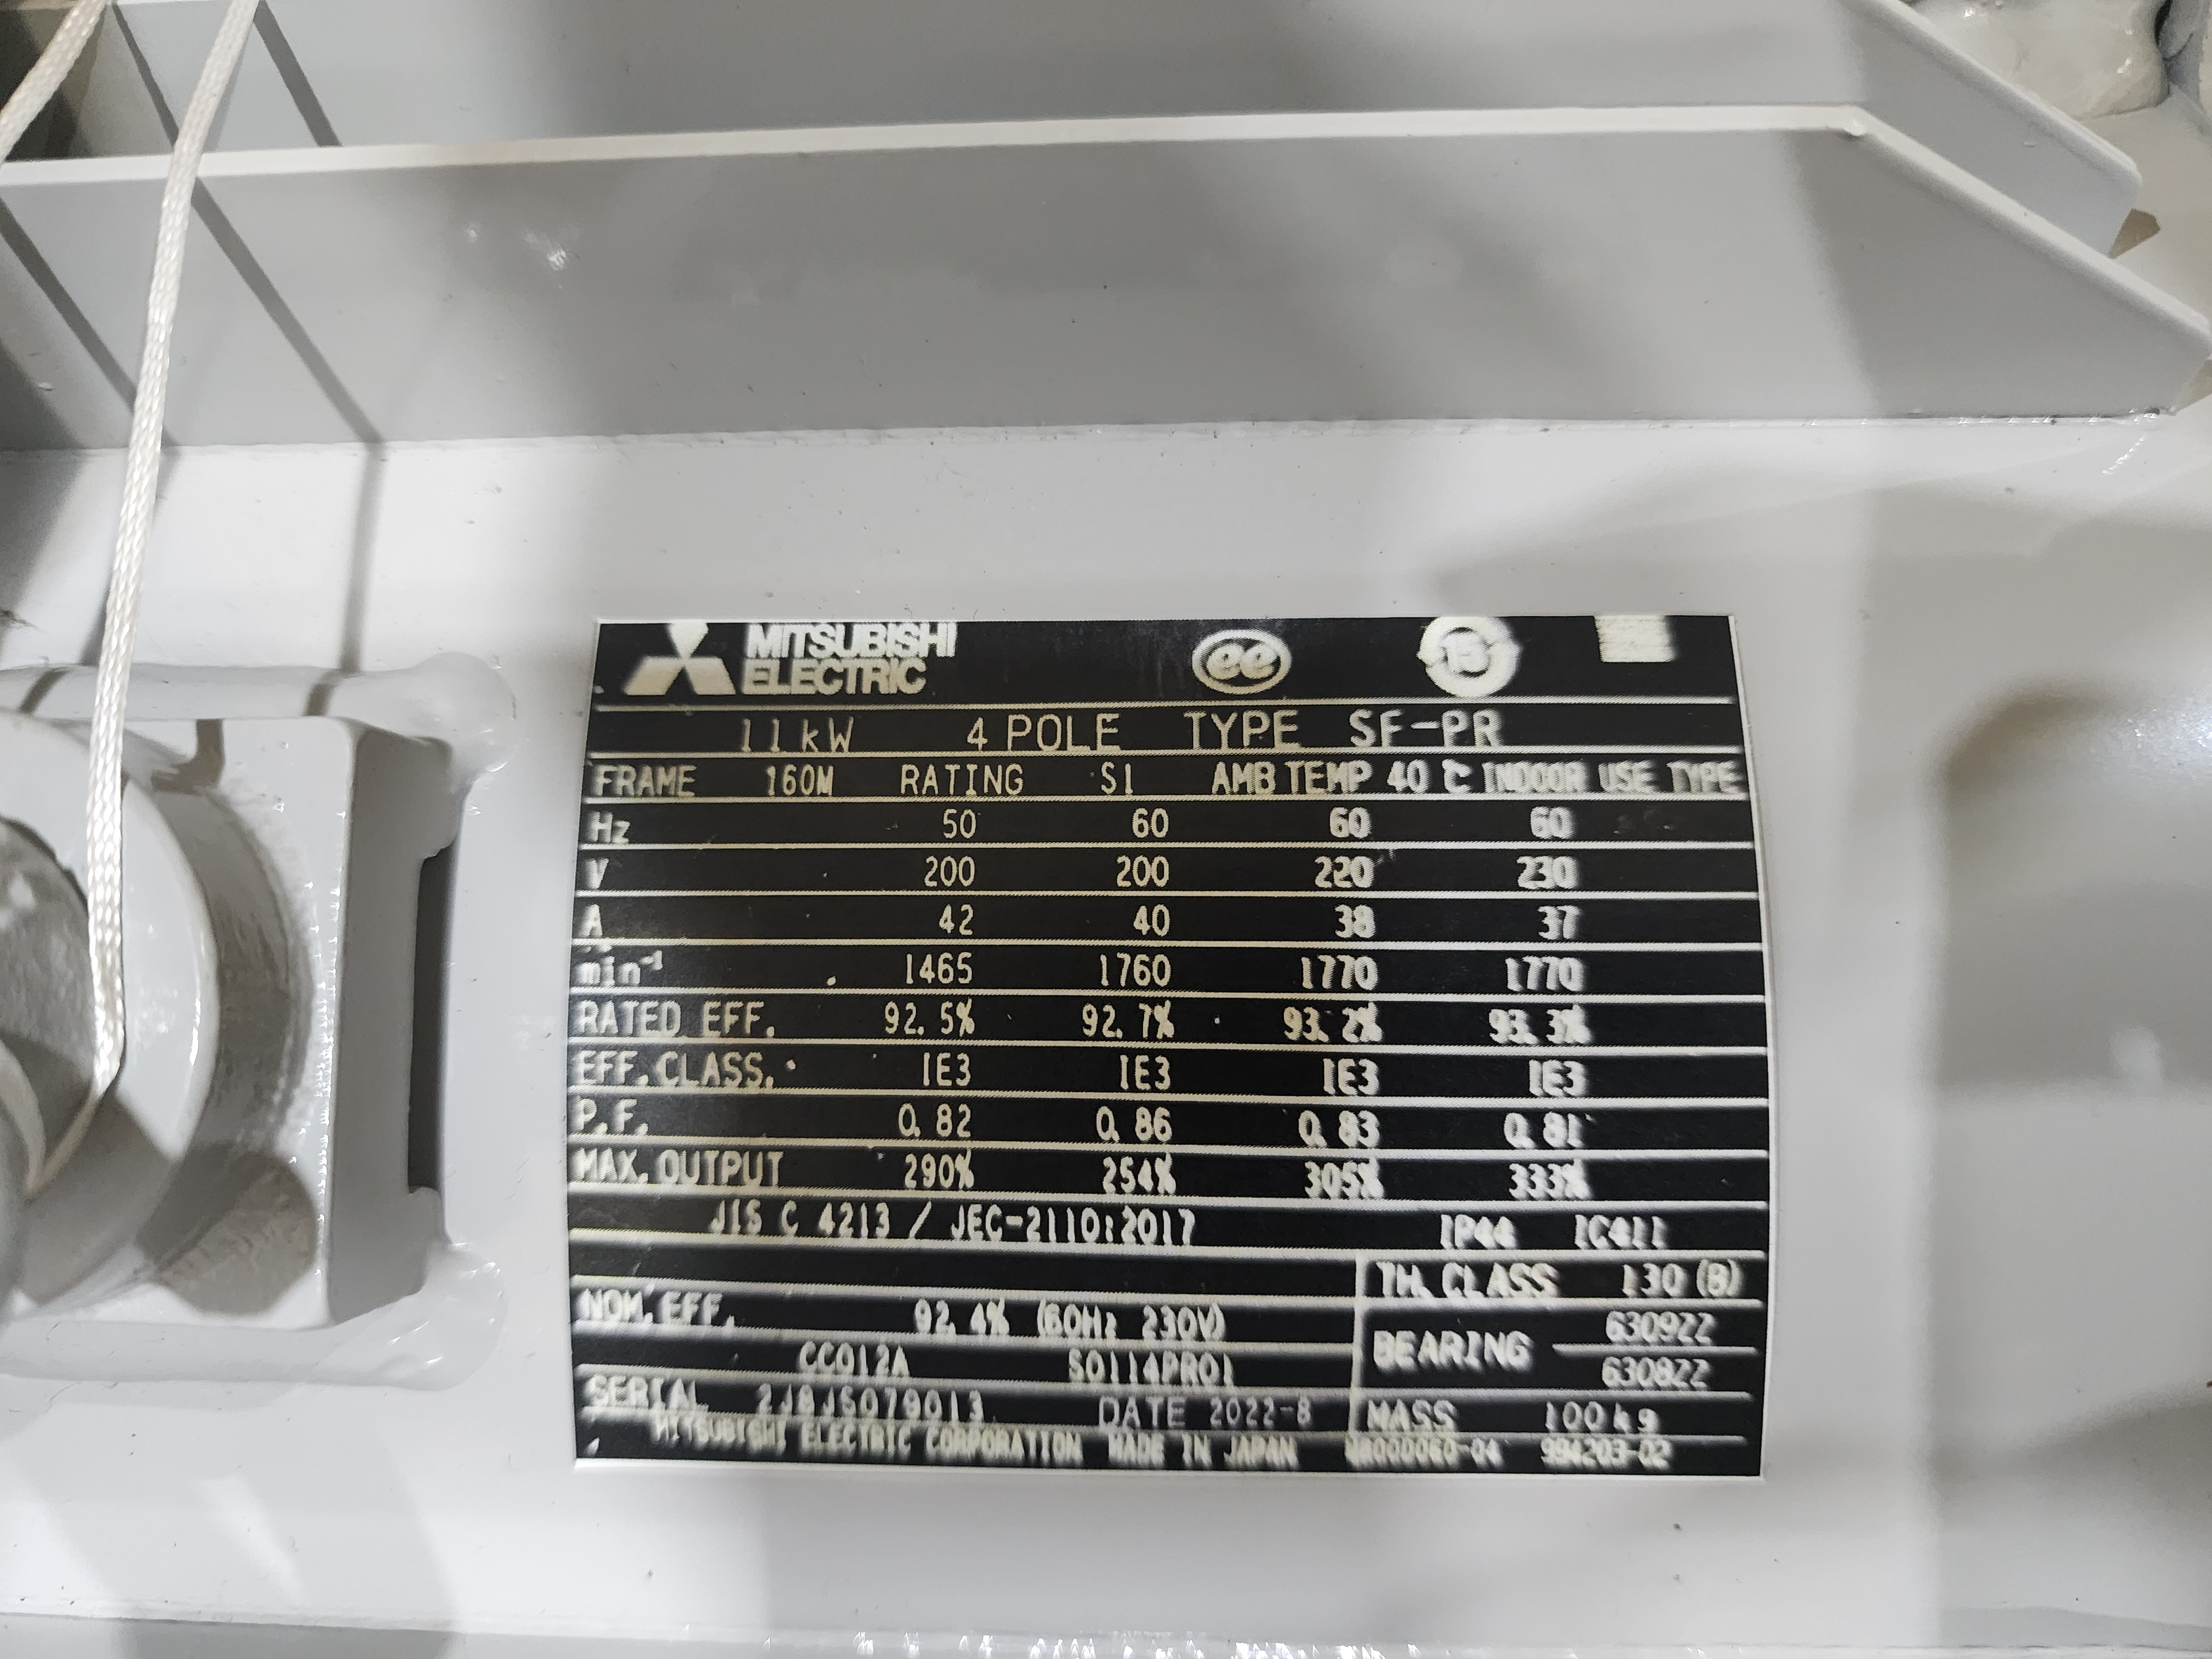 MITSUBISHI
ELECTRIC
ee
11kW 4 POLE TYPE SF-PR
FRAME 160M RATING S1 AMB TEMP 40℃ INDOOR USE TYPE
Hz 50 60 60 60
V 200 200 220 230
A 42 40 38 37
min⁻¹ 1465 1760 1770 1770
RATED EFF. 92.5% 92.7% 93.2% 93.3%
EFF. CLASS. IE3 IE3 IE3 IE3
P.F. 0.82 0.86 0.83 0.81
MAX. OUTPUT 290% 254% 305% 333%
JIS C 4213 / JEC-2110:2017 IP44 IC411
TH. CLASS 130(B)
NOM. EFF. 92.4% (60Hz 230V)
BEARING 6309ZZ
6308ZZ
CC012A S0114PR01
SERIAL DATE 2022-8 MASS 100kg
MITSUBISHI ELECTRIC CORPORATION MADE IN JAPAN 994203-02